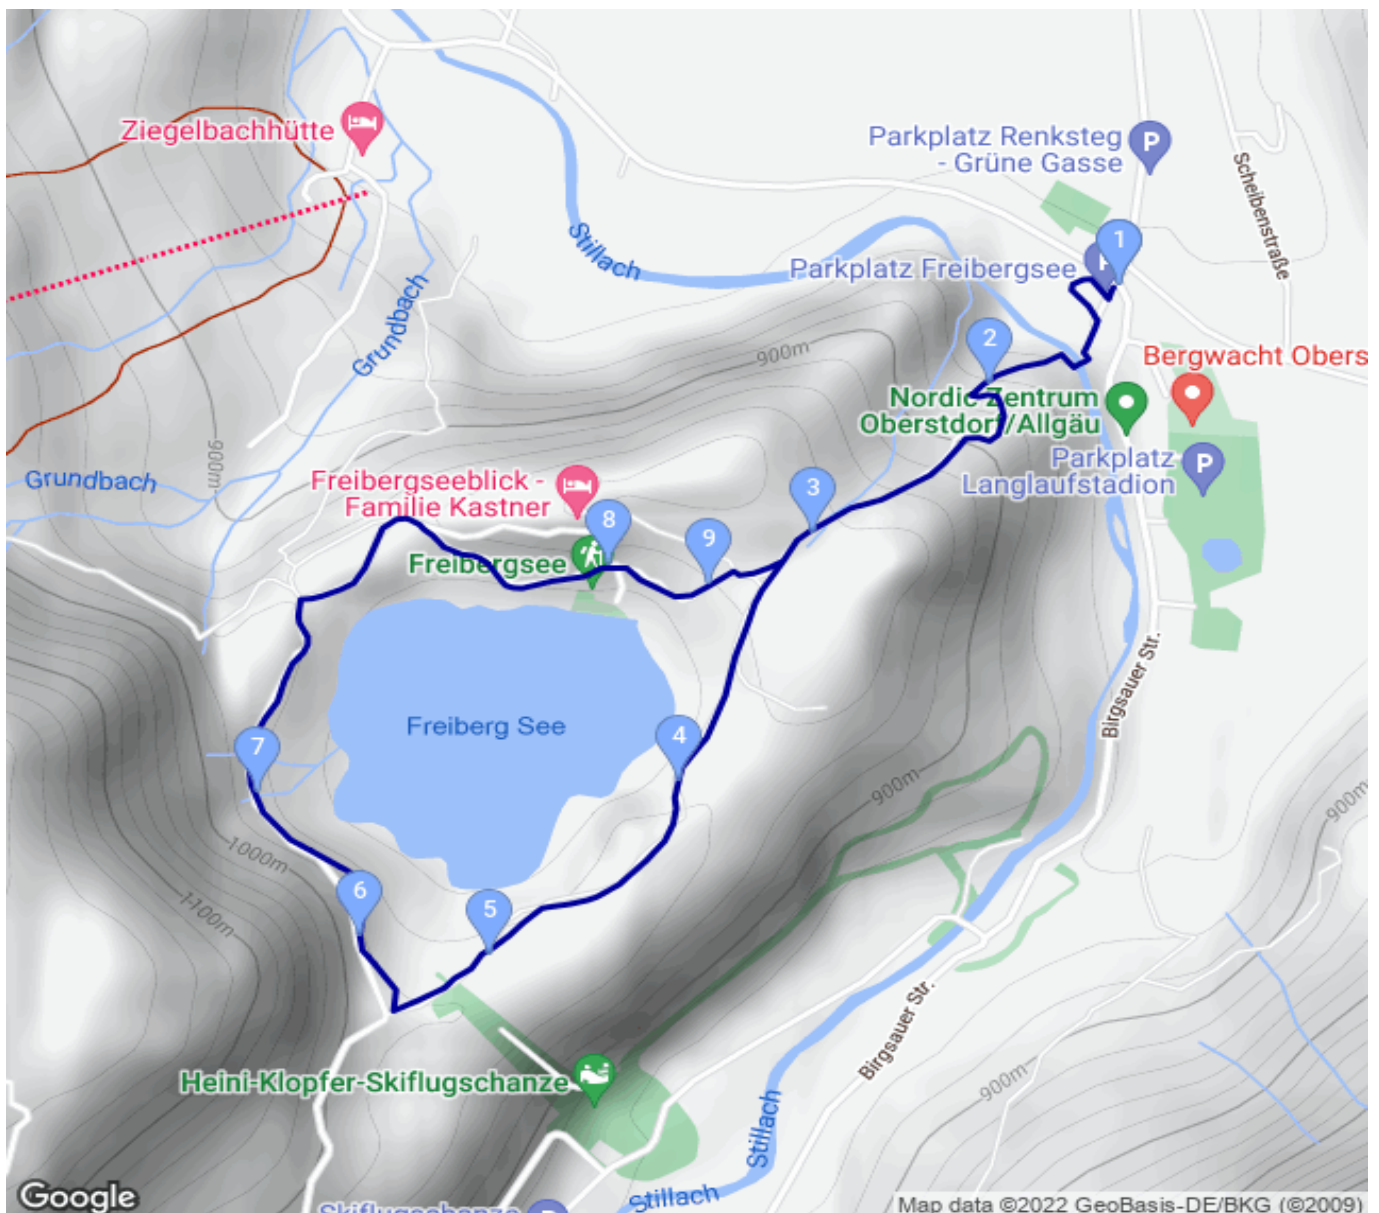 Ziegelbachhütte
Parkplatz Renksteg
- Grüne Gasse
Scheibenstraße
Stillach
1
Parkplatz Freibergsee
P
Grundbach
2
900m
Bergwacht Obers
Nordic Zentrum
Oberstdorf/Allgäu
900m
Grundbach
Parkplatz
Langlaufstadion
P
Freibergseeblick -
Familie Kastner
3
8
9
Freibergsee
Birgsauer Str.
Freiberg See
4
7
900m
900m
1000m
1100m
6
5
Birgsauer Str.
900m
Heini-Klopfer-Skiflugschanze
Stillach
Stillach
Google
Skiflugschanze
Map data ©2022 GeoBasis-DE/BKG (©2009)